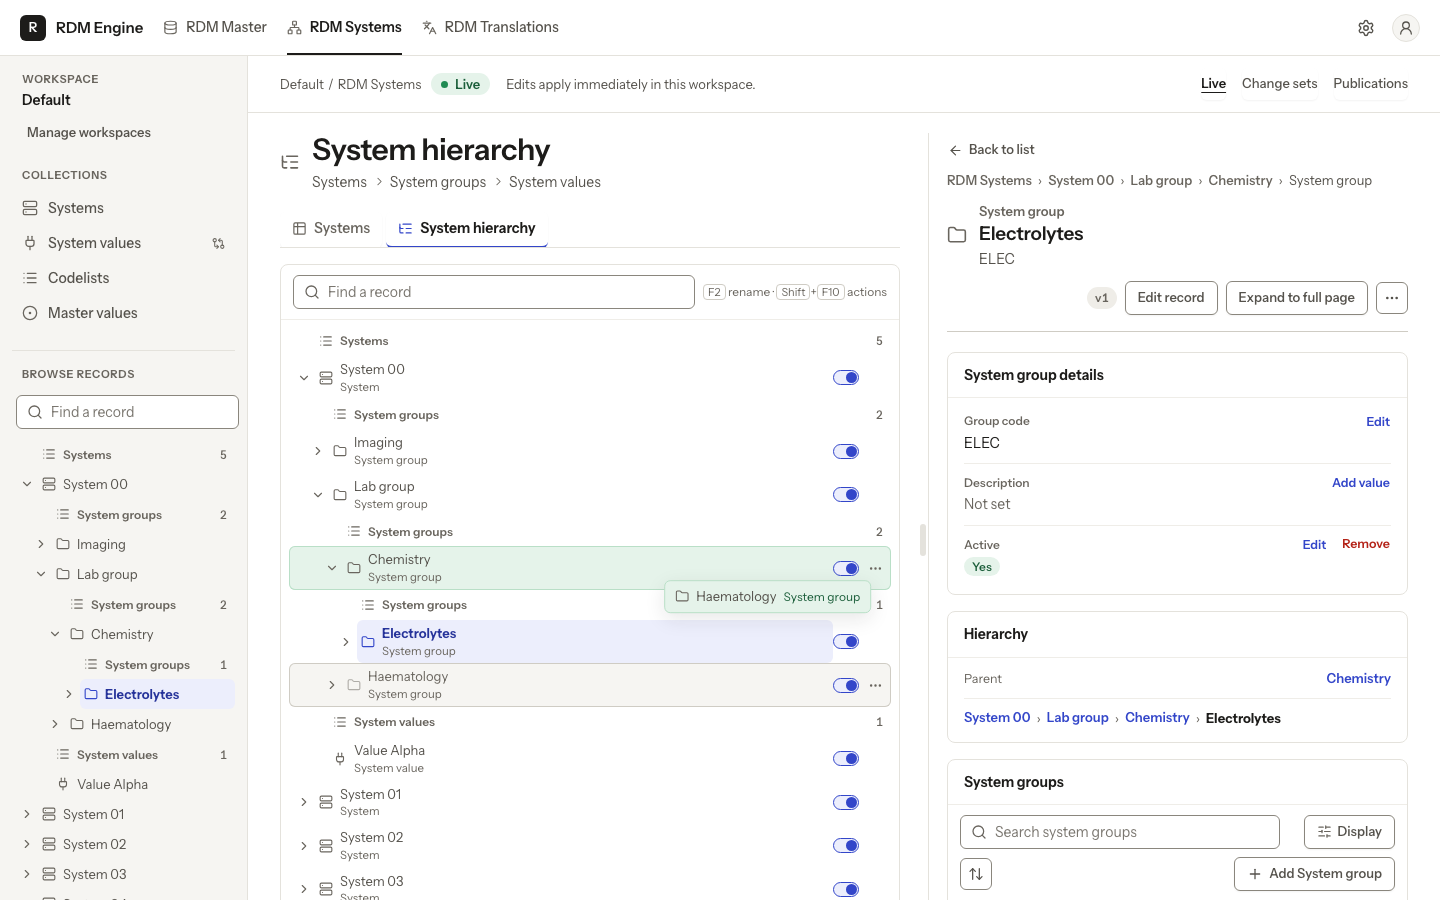 R RDM Engine RDM Master RDM Systems RDM Translations
WORKSPACE
Default
Manage workspaces
COLLECTIONS
Systems
System values
Codelists
Master values
BROWSE RECORDS
Find a record
Systems 5
System 00
System groups 2
Imaging
Lab group
System groups 2
Chemistry
System groups 1
Electrolytes
Haematology
System values 1
Value Alpha
System 01
System 02
System 03
Default / RDM Systems Live Edits apply immediately in this workspace.
Live Change sets Publications
System hierarchy
Systems › System groups › System values
Systems System hierarchy
Find a record F2 rename · Shift + F10 actions
Systems 5
System 00
System
System groups 2
Imaging
System group
Lab group
System group
System groups 2
Chemistry
System group
Haematology System group
System groups 1
Electrolytes
System group
Haematology
System group
System values 1
Value Alpha
System value
System 01
System
System 02
System
System 03
System
Back to list
RDM Systems › System 00 › Lab group › Chemistry › System group
System group
Electrolytes
ELEC
v1 Edit record Expand to full page
System group details
Group code Edit
ELEC
Description Add value
Not set
Active Edit Remove
Yes
Hierarchy
Parent Chemistry
System 00 › Lab group › Chemistry › Electrolytes
System groups
Search system groups Display
Add System group